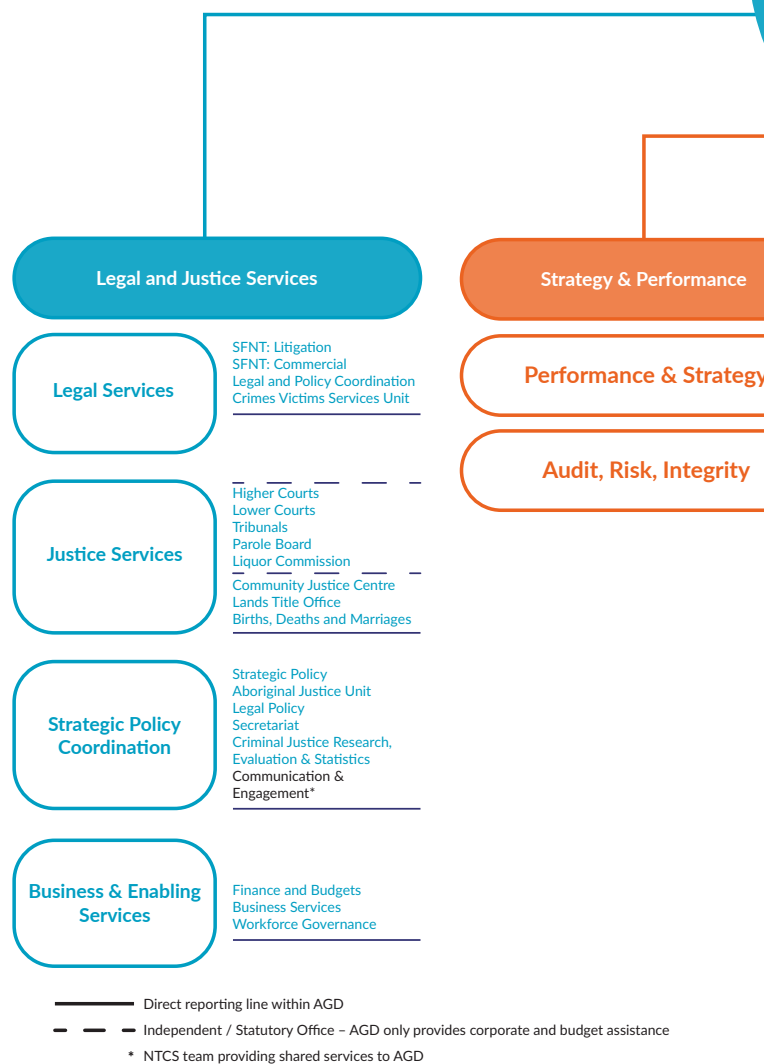 Legal and Justice Services
Legal Services
SFNT: Litigation
SFNT: Commercial
Legal and Policy Coordination
Crimes Victims Services Unit
Justice Services
Higher Courts
Lower Courts
Tribunals
Parole Board
Liquor Commission
Community Justice Centre
Lands Title Office
Births, Deaths and Marriages
Strategic Policy
Coordination
Strategic Policy
Aboriginal Justice Unit
Legal Policy
Secretariat
Criminal Justice Research,
Evaluation & Statistics
Communication &
Engagement*
Business & Enabling
Services
Finance and Budgets
Business Services
Workforce Governance
Strategy & Performance
Performance & Strategy
Audit, Risk, Integrity
Direct reporting line within AGD
Independent / Statutory Office – AGD only provides corporate and budget assistance
* NTCS team providing shared services to AGD